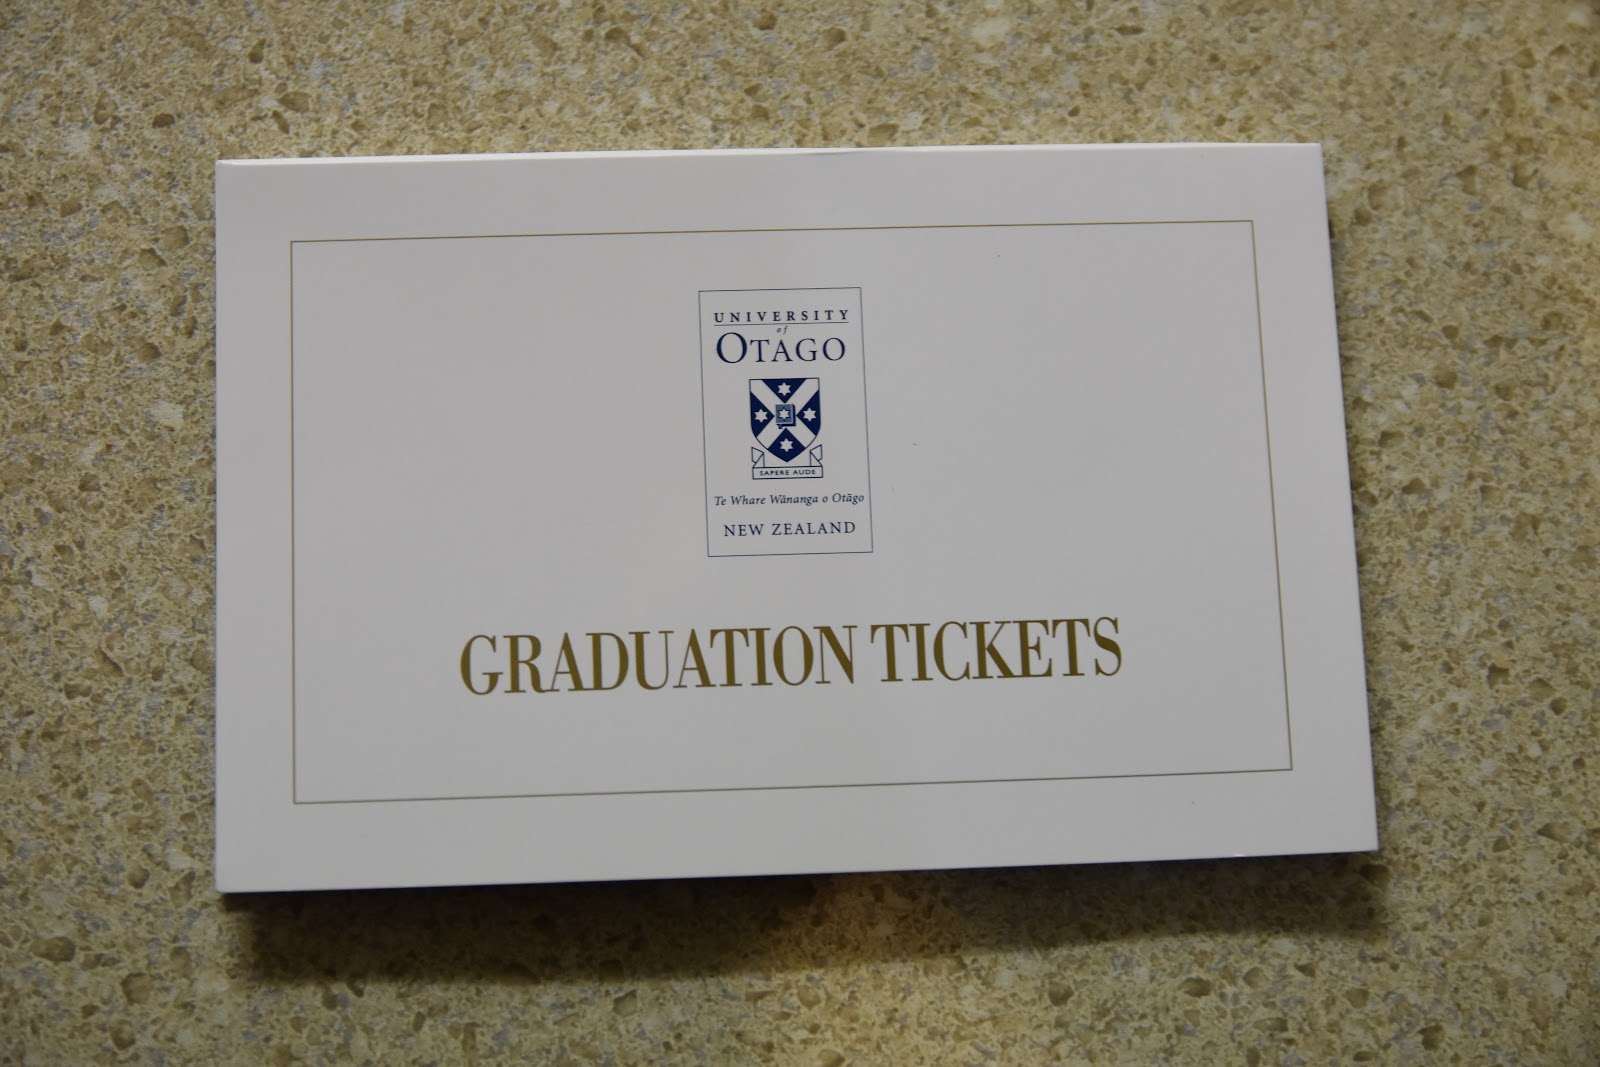 UNIVERSITY
of
OTAGO
SAPERE AUDE
Te Whare Wānanga o Otāgo
NEW ZEALAND
GRADUATION TICKETS